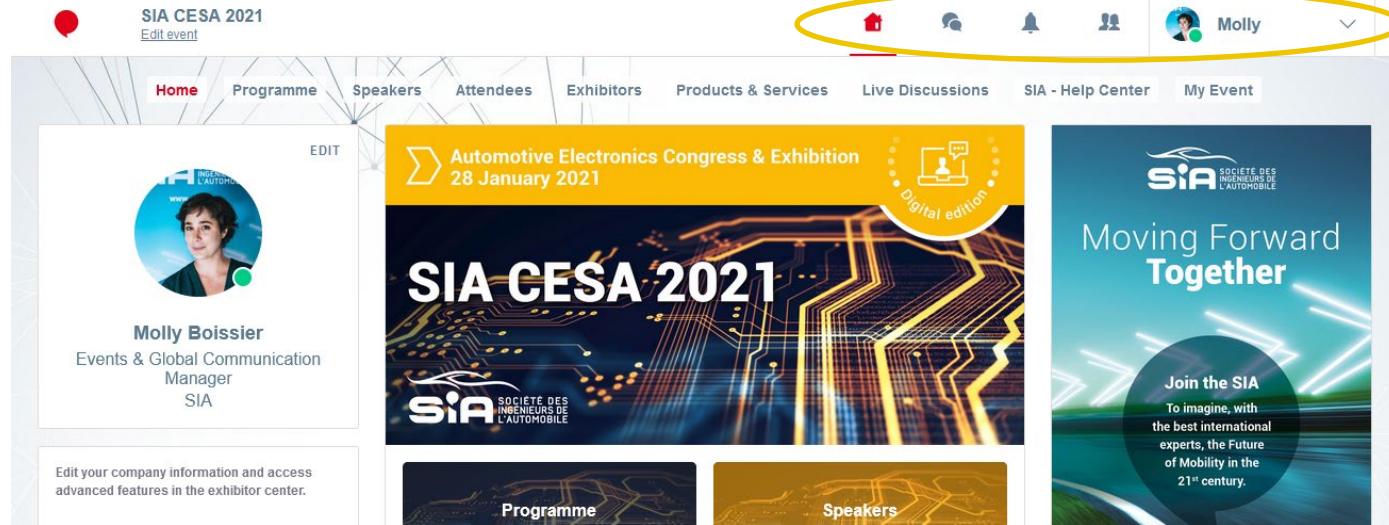 SIA CESA 2021
Edit event
Molly
Home Programme Speakers Attendees Exhibitors Products & Services Live Discussions SIA - Help Center My Event
EDIT
Molly Boissier
Events & Global Communication
Manager
SIA
Edit your company information and access
advanced features in the exhibitor center.
Automotive Electronics Congress & Exhibition
28 January 2021
Digital edition
SIA CESA 2021
SiA SOCIÉTÉ DES
INGÉNIEURS DE
L'AUTOMOBILE
Programme
Speakers
SiA SOCIÉTÉ DES
INGÉNIEURS DE
L'AUTOMOBILE
Moving Forward
Together
Join the SIA
To imagine, with
the best international
experts, the Future
of Mobility in the
21st century.